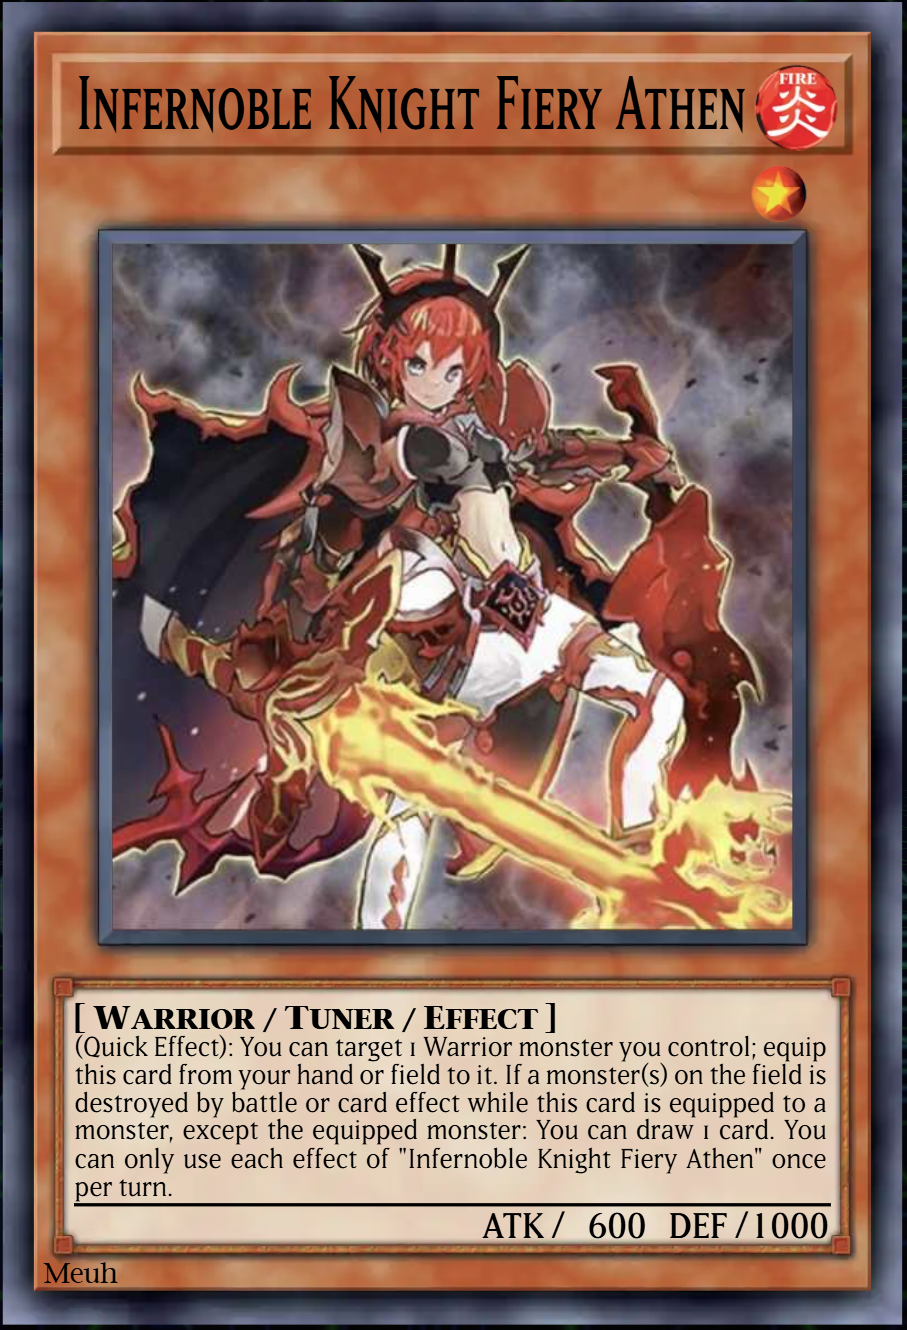 Infernoble Knight Fiery Athen
FIRE
炎
[ Warrior / Tuner / Effect ]
(Quick Effect): You can target 1 Warrior monster you control; equip
this card from your hand or field to it. If a monster(s) on the field is
destroyed by battle or card effect while this card is equipped to a
monster, except the equipped monster: You can draw 1 card. You
can only use each effect of "Infernoble Knight Fiery Athen" once
per turn.
ATK / 600 DEF /1000
Meuh